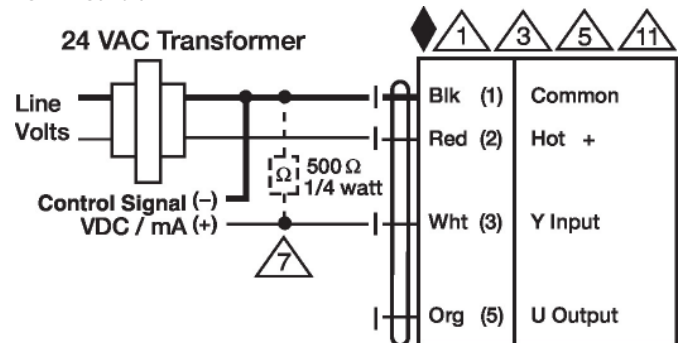 1 3 5 11
24 VAC Transformer
Line
Volts
Blk (1) Common
Red (2) Hot +
Ω 500 Ω
1/4 watt
Control Signal (–)
VDC / mA (+)
Wht (3) Y Input
7
Org (5) U Output